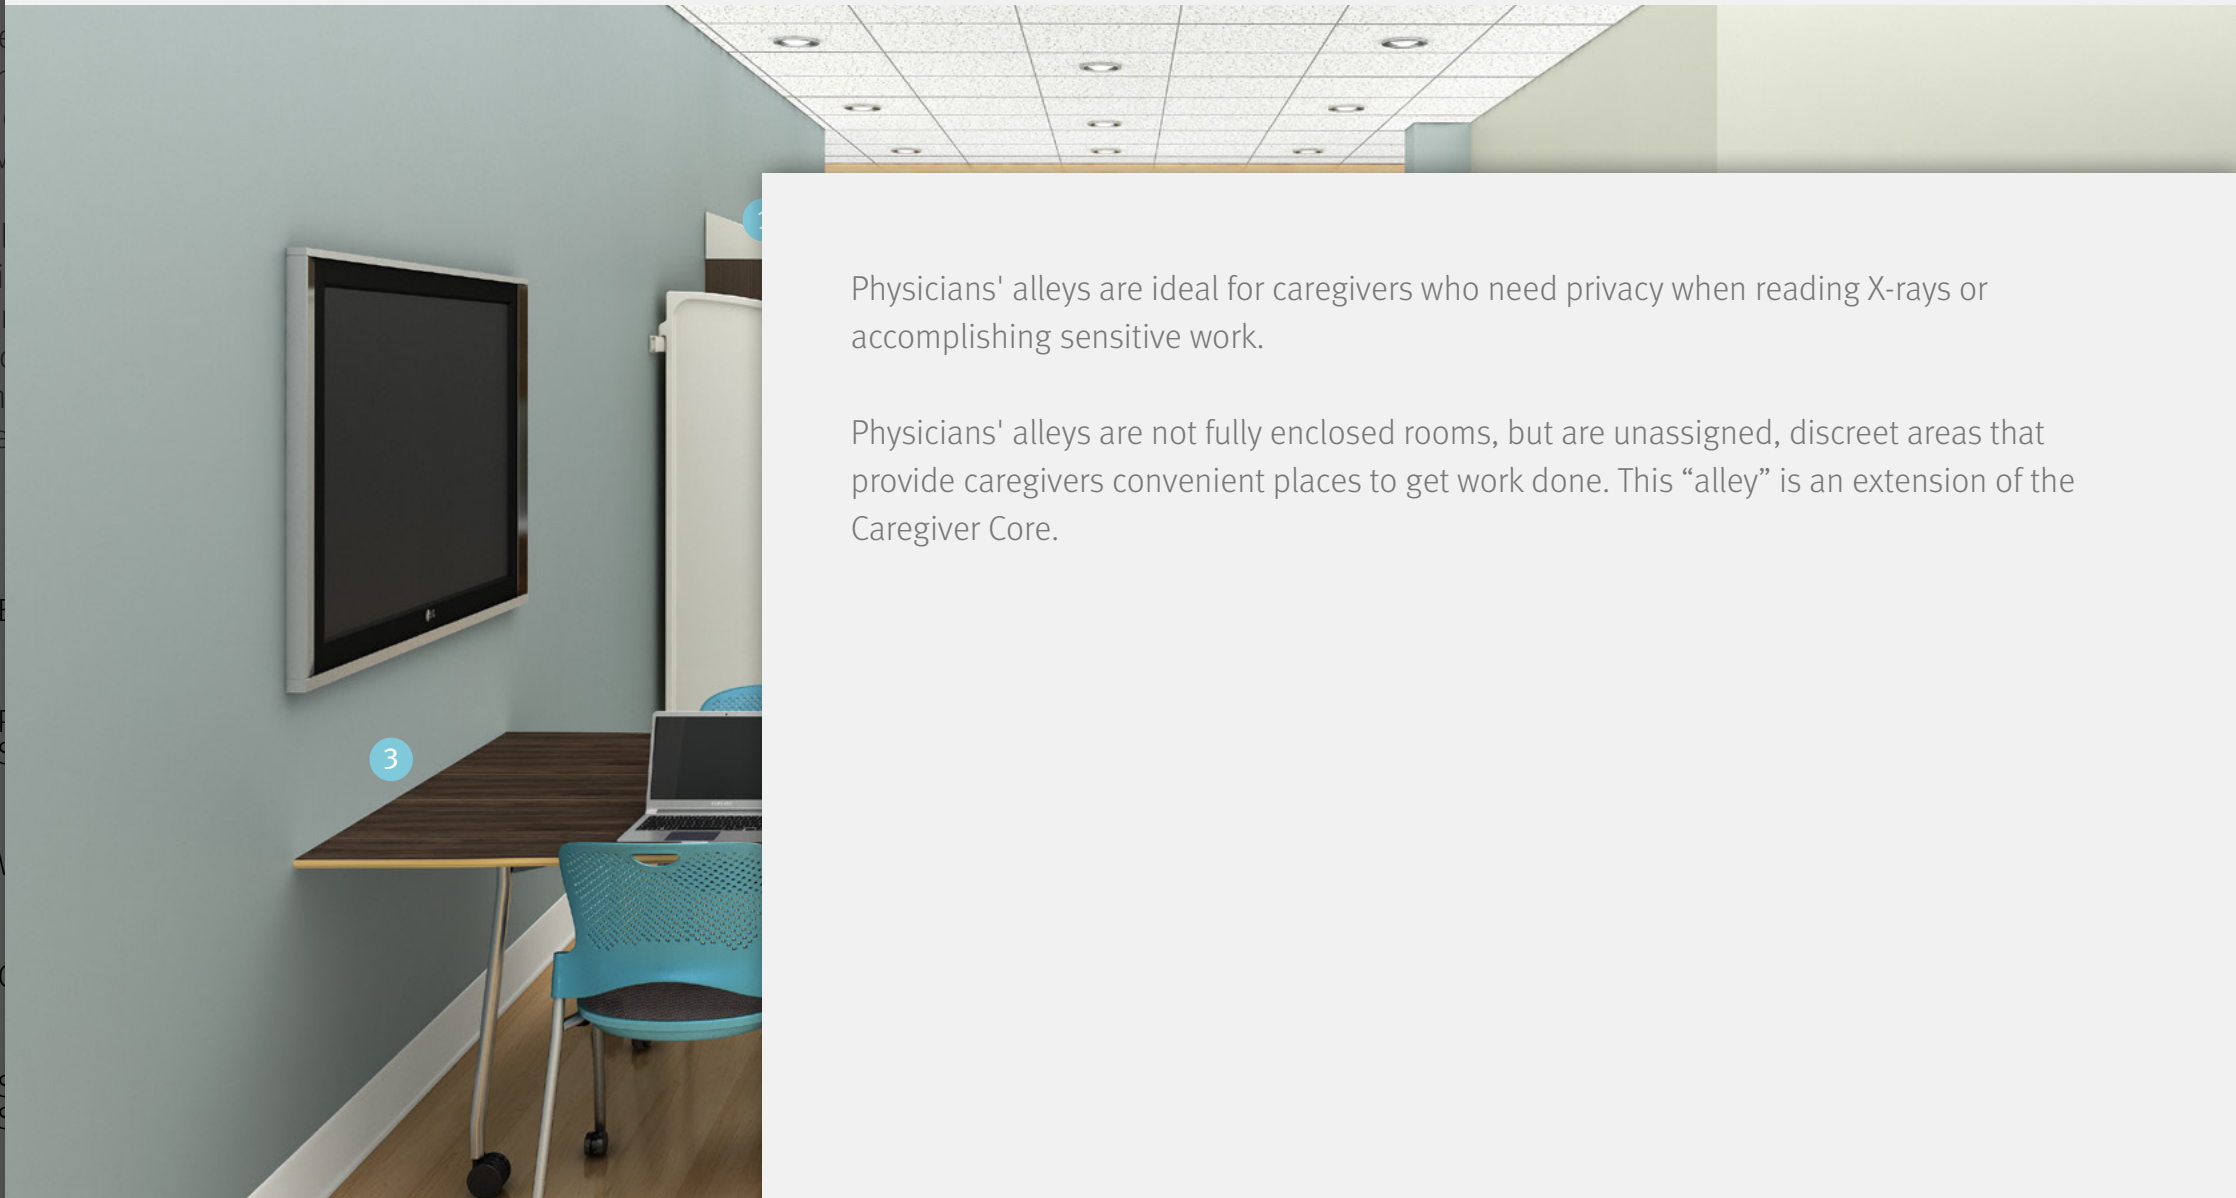 Physicians' alleys are ideal for caregivers who need privacy when reading X-rays or
accomplishing sensitive work.
Physicians' alleys are not fully enclosed rooms, but are unassigned, discreet areas that
provide caregivers convenient places to get work done. This “alley” is an extension of the
Caregiver Core.
3